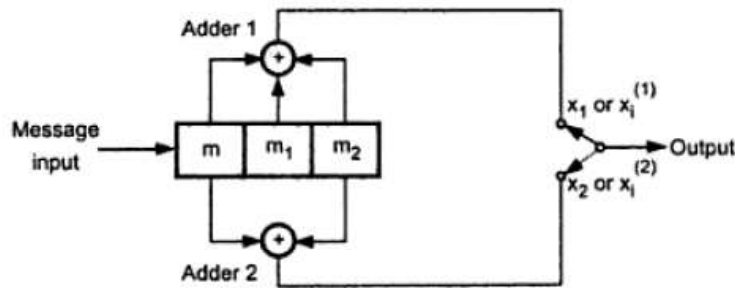 Adder 1
+
x₁ or xᵢ⁽¹⁾
Message
input
m m₁ m₂
Output
x₂ or xᵢ⁽²⁾
+
Adder 2